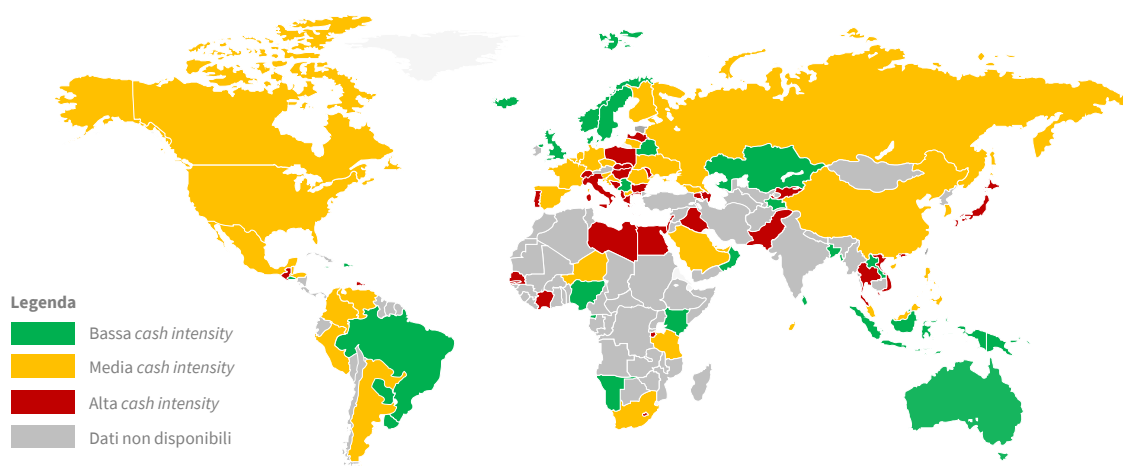 Legenda
Bassa cash intensity
Media cash intensity
Alta cash intensity
Dati non disponibili